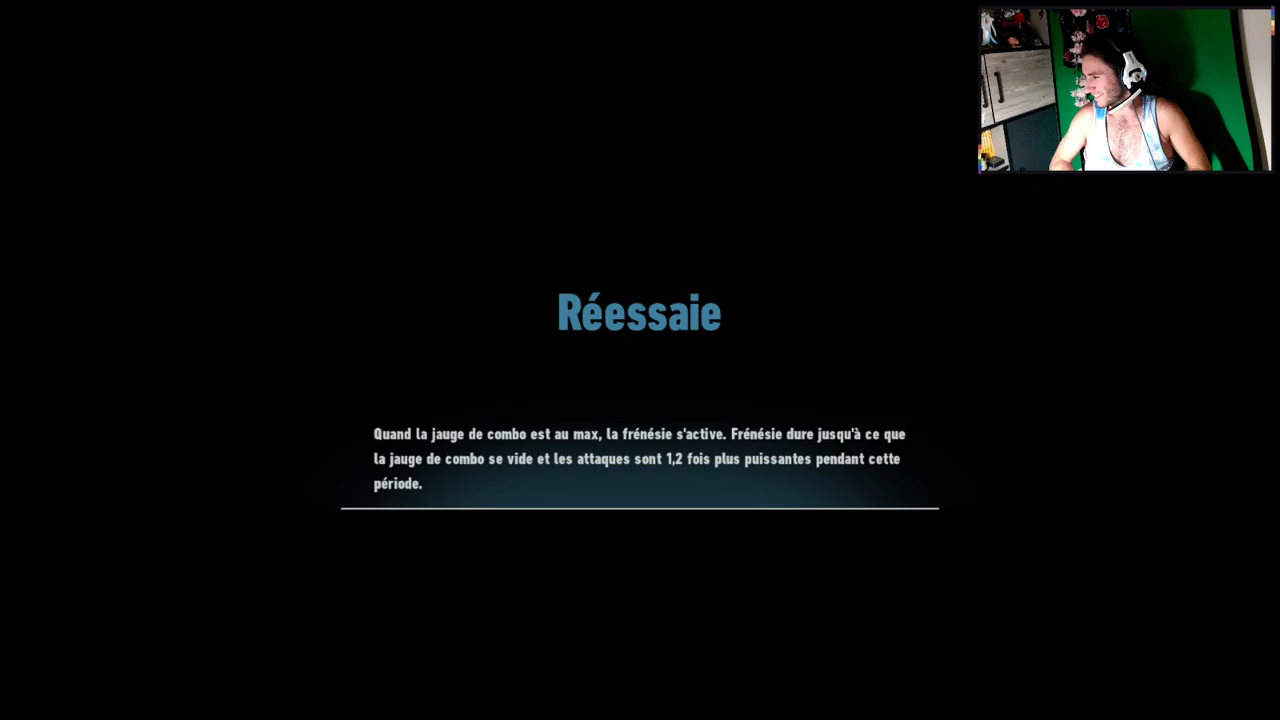 Réessaie
Quand la jauge de combo est au max, la frénésie s'active. Frénésie dure jusqu'à ce que
la jauge de combo se vide et les attaques sont 1,2 fois plus puissantes pendant cette
période.